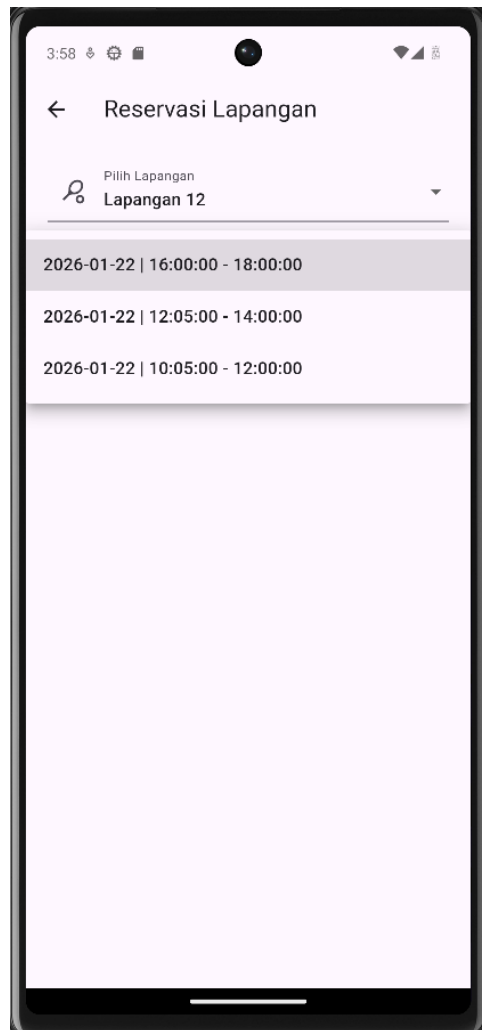 3:58
Reservasi Lapangan
Pilih Lapangan
Lapangan 12
2026-01-22 | 16:00:00 - 18:00:00
2026-01-22 | 12:05:00 - 14:00:00
2026-01-22 | 10:05:00 - 12:00:00